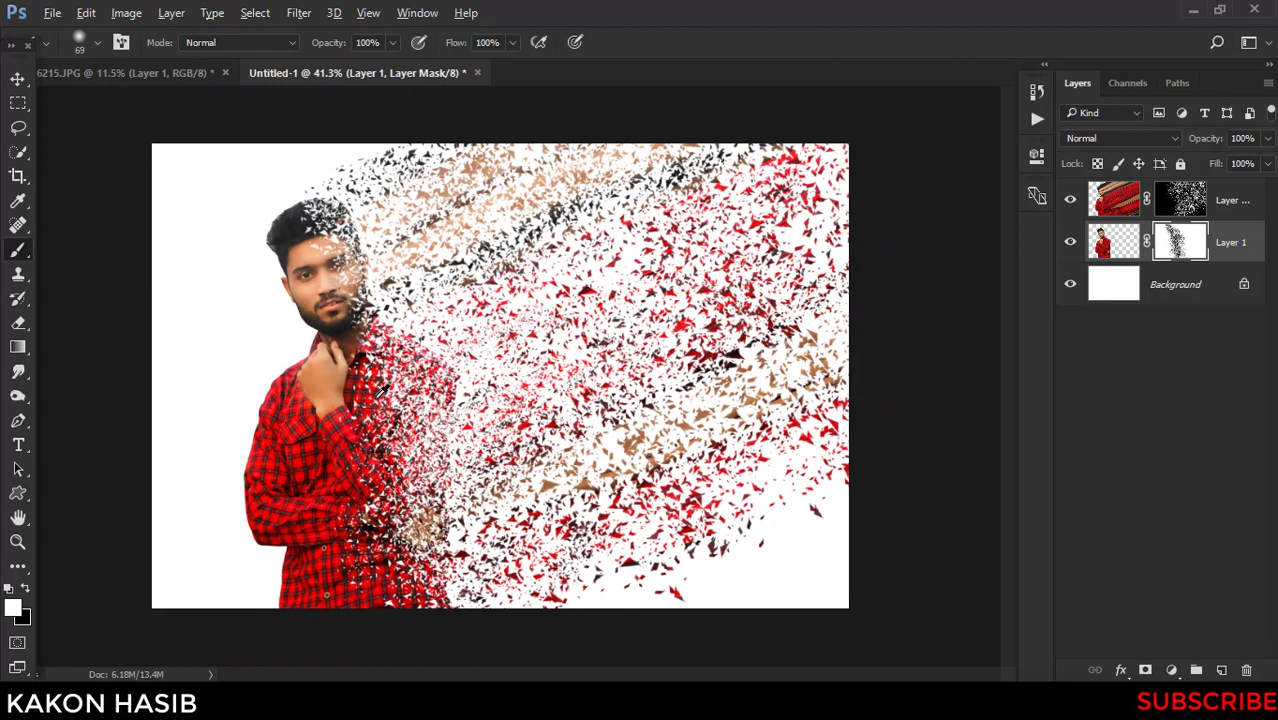 Ps File Edit Image Layer Type Select Filter 3D View Window Help
69 Mode: Normal Opacity: 100% Flow: 100%
6215.JPG @ 11.5% (Layer 1, RGB/8) * Untitled-1 @ 41.3% (Layer 1, Layer Mask/8) *
Layers Channels Paths
Kind
Normal Opacity: 100%
Lock: Fill: 100%
Layer ...
Layer 1
Background
Doc: 6.18M/13.4M
KAKON HASIB
SUBSCRIBE